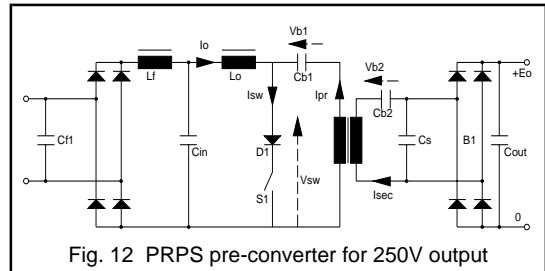 Vb1
Io
Vb2
+Eo
Lf
Lo
Cb1
Isw
Ipr
Cb2
Cf1
Cin
D1
Cs
B1
Cout
Vsw
S1
Isec
0
Fig. 12 PRPS pre-converter for 250V output